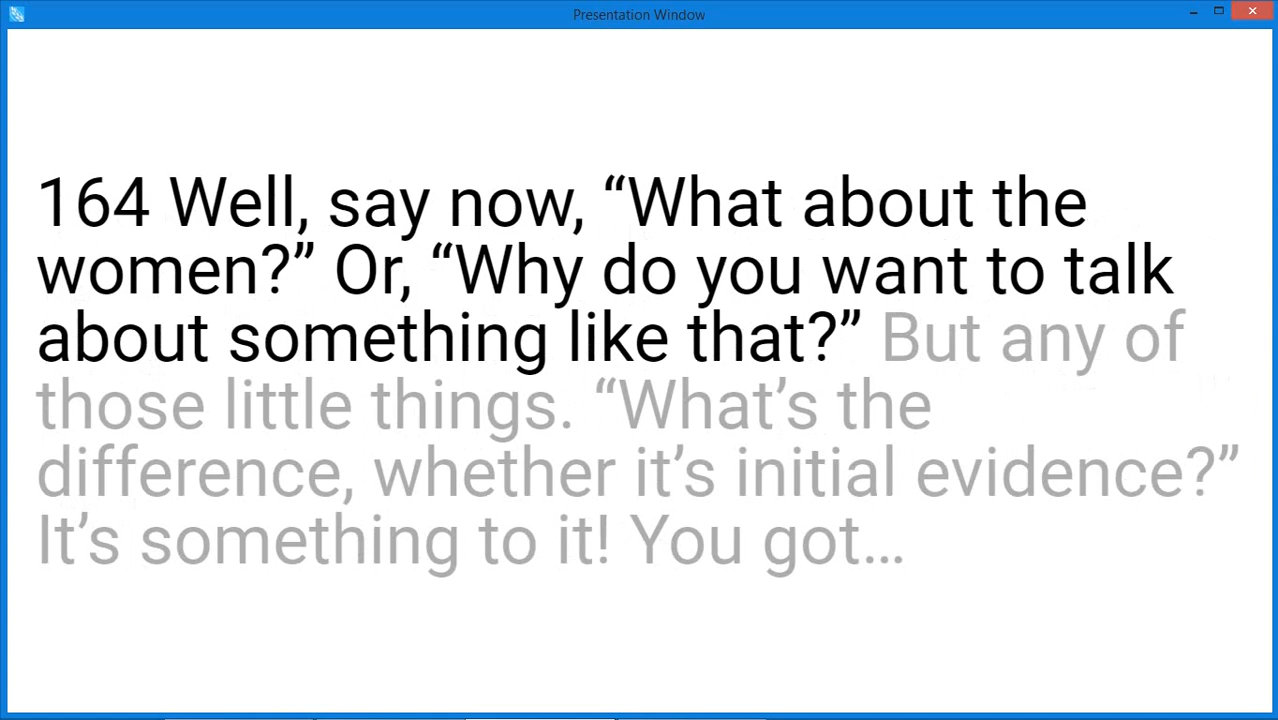 Presentation Window
164 Well, say now, “What about the
women?” Or, “Why do you want to talk
about something like that?” But any of
those little things. “What’s the
difference, whether it’s initial evidence?”
It’s something to it! You got…